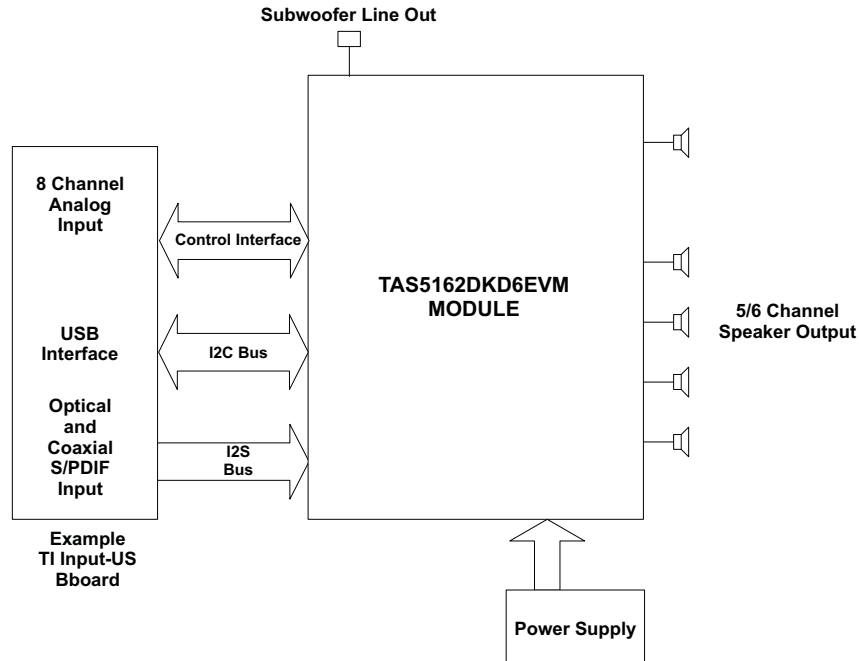 Subwoofer Line Out
8 Channel
Analog
Input
Control Interface
TAS5162DKD6EVM
MODULE
5/6 Channel
Speaker Output
USB
Interface
I2C Bus
Optical
and
Coaxial
S/PDIF
Input
I2S
Bus
Example
TI Input-US
Bboard
Power Supply